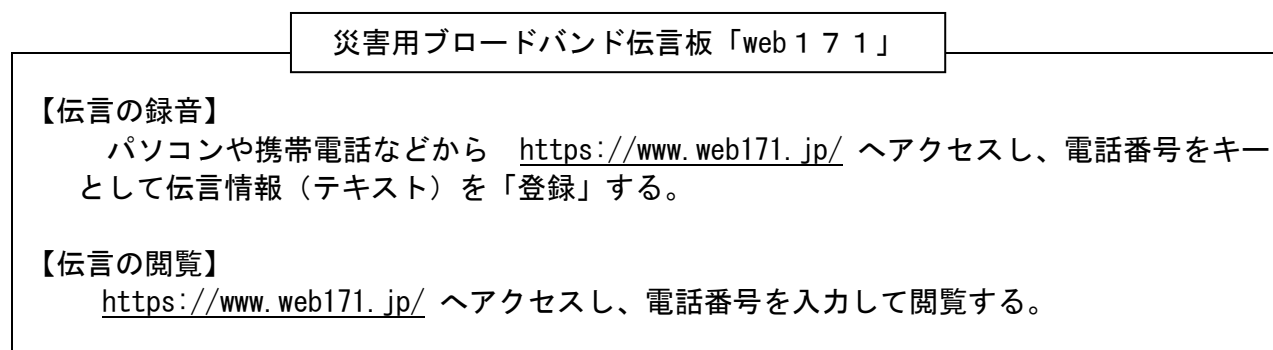 災害用ブロードバンド伝言板「web１７１」
【伝言の録音】
パソコンや携帯電話などから　https://www.web171.jp/ へアクセスし、電話番号をキー
として伝言情報（テキスト）を「登録」する。
【伝言の閲覧】
https://www.web171.jp/ へアクセスし、電話番号を入力して閲覧する。